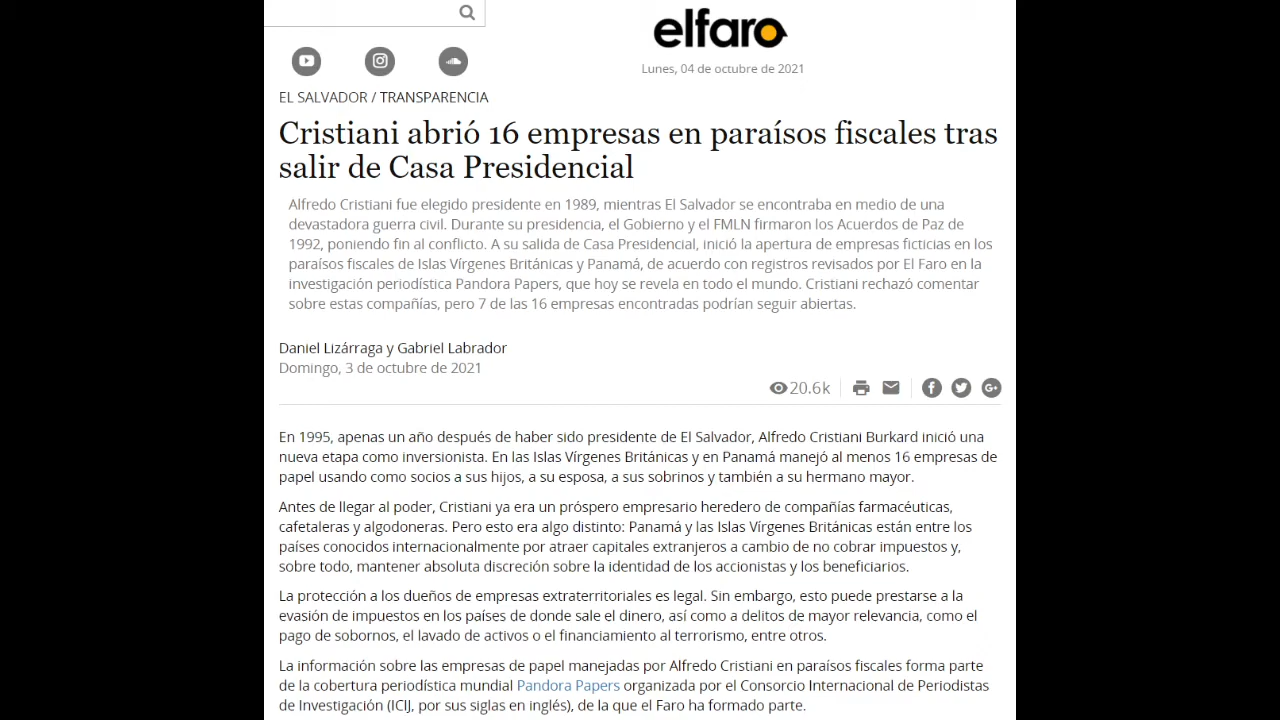 elfaro
Lunes, 04 de octubre de 2021
EL SALVADOR / TRANSPARENCIA
Cristiani abrió 16 empresas en paraísos fiscales tras
salir de Casa Presidencial
Alfredo Cristiani fue elegido presidente en 1989, mientras El Salvador se encontraba en medio de una
devastadora guerra civil. Durante su presidencia, el Gobierno y el FMLN firmaron los Acuerdos de Paz de
1992, poniendo fin al conflicto. A su salida de Casa Presidencial, inició la apertura de empresas ficticias en los
paraísos fiscales de Islas Vírgenes Británicas y Panamá, de acuerdo con registros revisados por El Faro en la
investigación periodística Pandora Papers, que hoy se revela en todo el mundo. Cristiani rechazó comentar
sobre estas compañías, pero 7 de las 16 empresas encontradas podrían seguir abiertas.
Daniel Lizárraga y Gabriel Labrador
Domingo, 3 de octubre de 2021
20.6k
En 1995, apenas un año después de haber sido presidente de El Salvador, Alfredo Cristiani Burkard inició una
nueva etapa como inversionista. En las Islas Vírgenes Británicas y en Panamá manejó al menos 16 empresas de
papel usando como socios a sus hijos, a su esposa, a sus sobrinos y también a su hermano mayor.
Antes de llegar al poder, Cristiani ya era un próspero empresario heredero de compañías farmacéuticas,
cafetaleras y algodoneras. Pero esto era algo distinto: Panamá y las Islas Vírgenes Británicas están entre los
países conocidos internacionalmente por atraer capitales extranjeros a cambio de no cobrar impuestos y,
sobre todo, mantener absoluta discreción sobre la identidad de los accionistas y los beneficiarios.
La protección a los dueños de empresas extraterritoriales es legal. Sin embargo, esto puede prestarse a la
evasión de impuestos en los países de donde sale el dinero, así como a delitos de mayor relevancia, como el
pago de sobornos, el lavado de activos o el financiamiento al terrorismo, entre otros.
La información sobre las empresas de papel manejadas por Alfredo Cristiani en paraísos fiscales forma parte
de la cobertura periodística mundial Pandora Papers organizada por el Consorcio Internacional de Periodistas
de Investigación (ICIJ, por sus siglas en inglés), de la que el Faro ha formado parte.